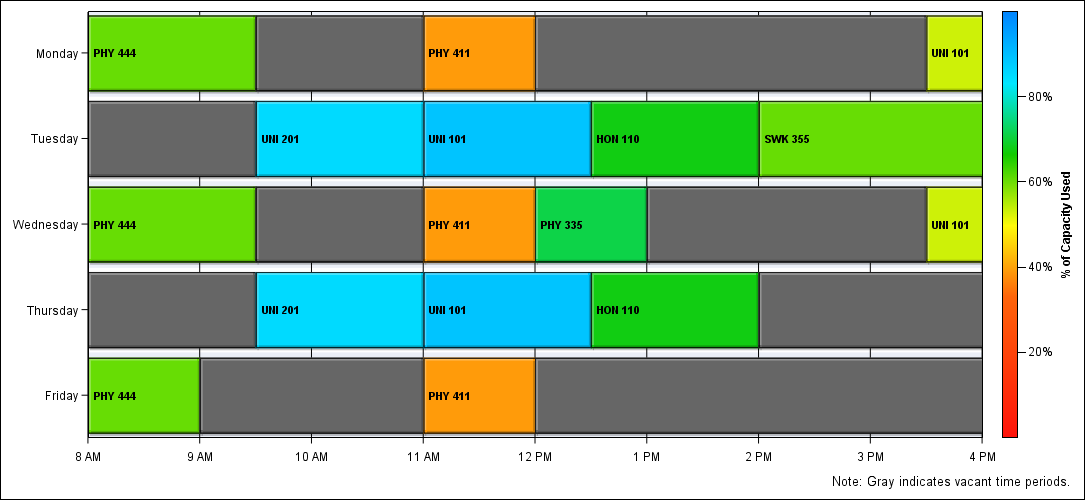 Monday
PHY 444
PHY 411
UNI 101
Tuesday
UNI 201
UNI 101
HON 110
SWK 355
Wednesday
PHY 444
PHY 411
PHY 335
UNI 101
Thursday
UNI 201
UNI 101
HON 110
Friday
PHY 444
PHY 411
8 AM
9 AM
10 AM
11 AM
12 PM
1 PM
2 PM
3 PM
4 PM
80%
60%
40%
20%
% of Capacity Used
Note: Gray indicates vacant time periods.